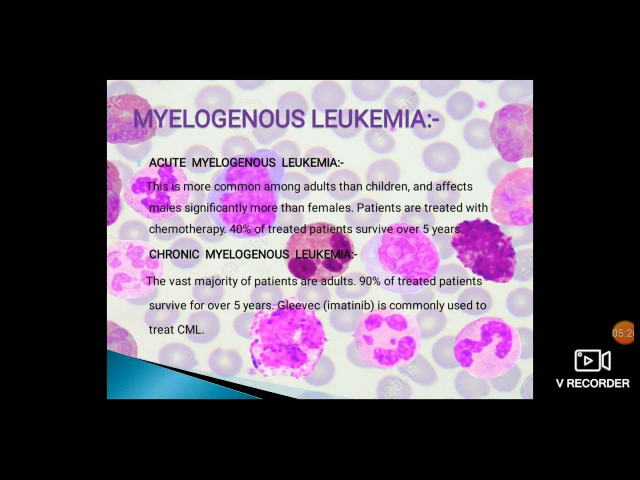 MYELOGENOUS LEUKEMIA:-
ACUTE MYELOGENOUS LEUKEMIA:-
This is more common among adults than children, and affects
males significantly more than females. Patients are treated with
chemotherapy. 40% of treated patients survive over 5 years.
CHRONIC MYELOGENOUS LEUKEMIA:-
The vast majority of patients are adults. 90% of treated patients
survive for over 5 years. Gleevec (imatinib) is commonly used to
treat CML.
V RECORDER